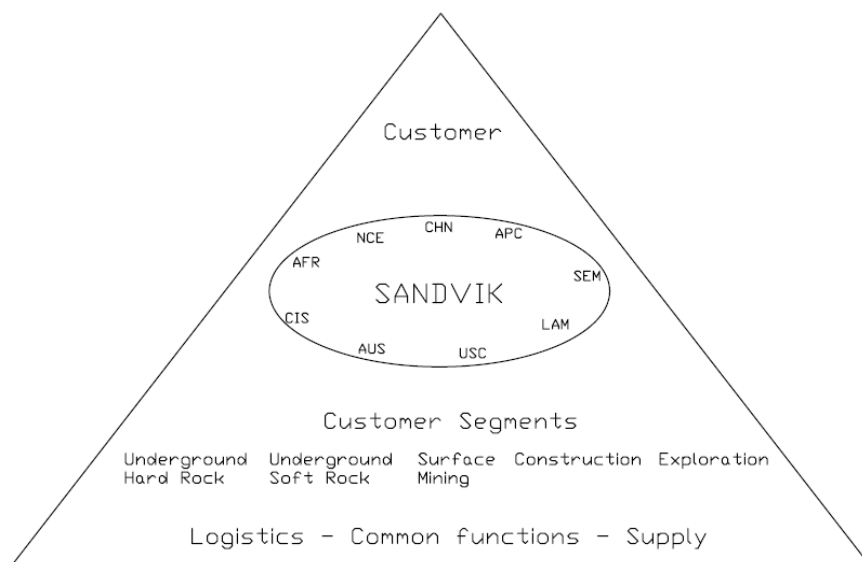 Customer
CHN
NCE
APC
AFR
SEM
SANDVIK
CIS
LAM
AUS
USC
Customer Segments
Underground Underground Surface Construction Exploration
Hard Rock Soft Rock Mining
Logistics - Common functions - Supply